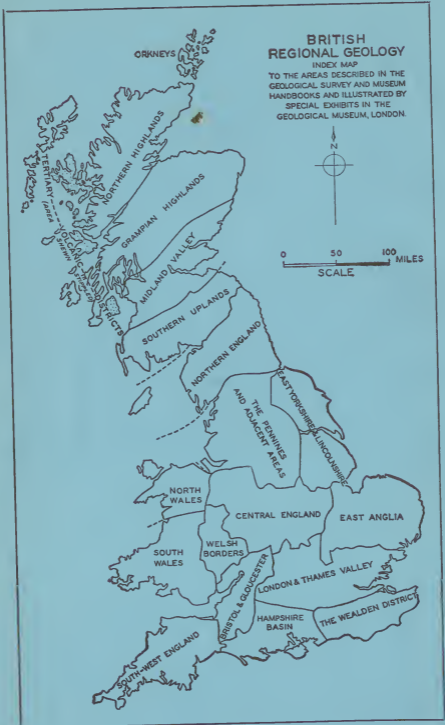 BRITISH
REGIONAL GEOLOGY
INDEX MAP
TO THE AREAS DESCRIBED IN THE
GEOLOGICAL SURVEY AND MUSEUM
HANDBOOKS AND ILLUSTRATED BY
SPECIAL EXHIBITS IN THE
GEOLOGICAL MUSEUM, LONDON.
N
0 50 100 MILES
SCALE
ORKNEYS
NORTHERN HIGHLANDS
TERTIARY VOLCANIC DISTRICTS
GRAMPIAN HIGHLANDS
MIDLAND VALLEY
SOUTHERN UPLANDS
NORTHERN ENGLAND
EAST YORKSHIRE & LINCOLNSHIRE
THE PENNINES
AND ADJACENT AREAS
NORTH
WALES
CENTRAL ENGLAND
EAST ANGLIA
SOUTH
WALES
WELSH
BORDERS
LONDON & THAMES VALLEY
BRISTOL & GLOUCESTER
HAMPSHIRE
BASIN
THE WEALDEN DISTRICT
SOUTH-WEST ENGLAND